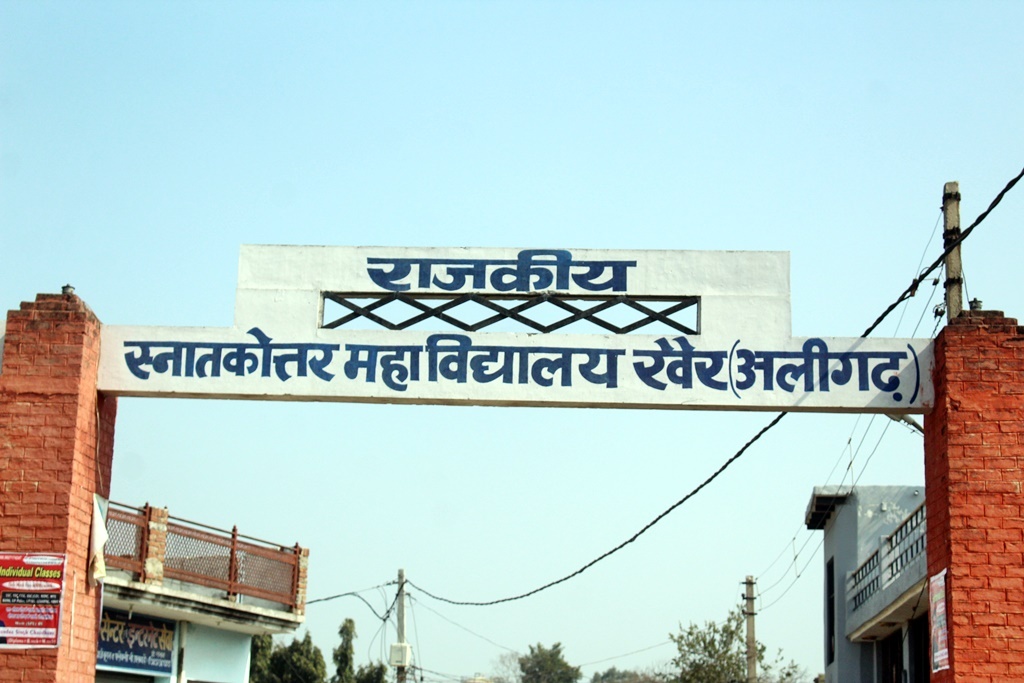 राजकीय
स्नातकोत्तर महा विद्यालय खैर (अलीगढ़)
Individual Classes